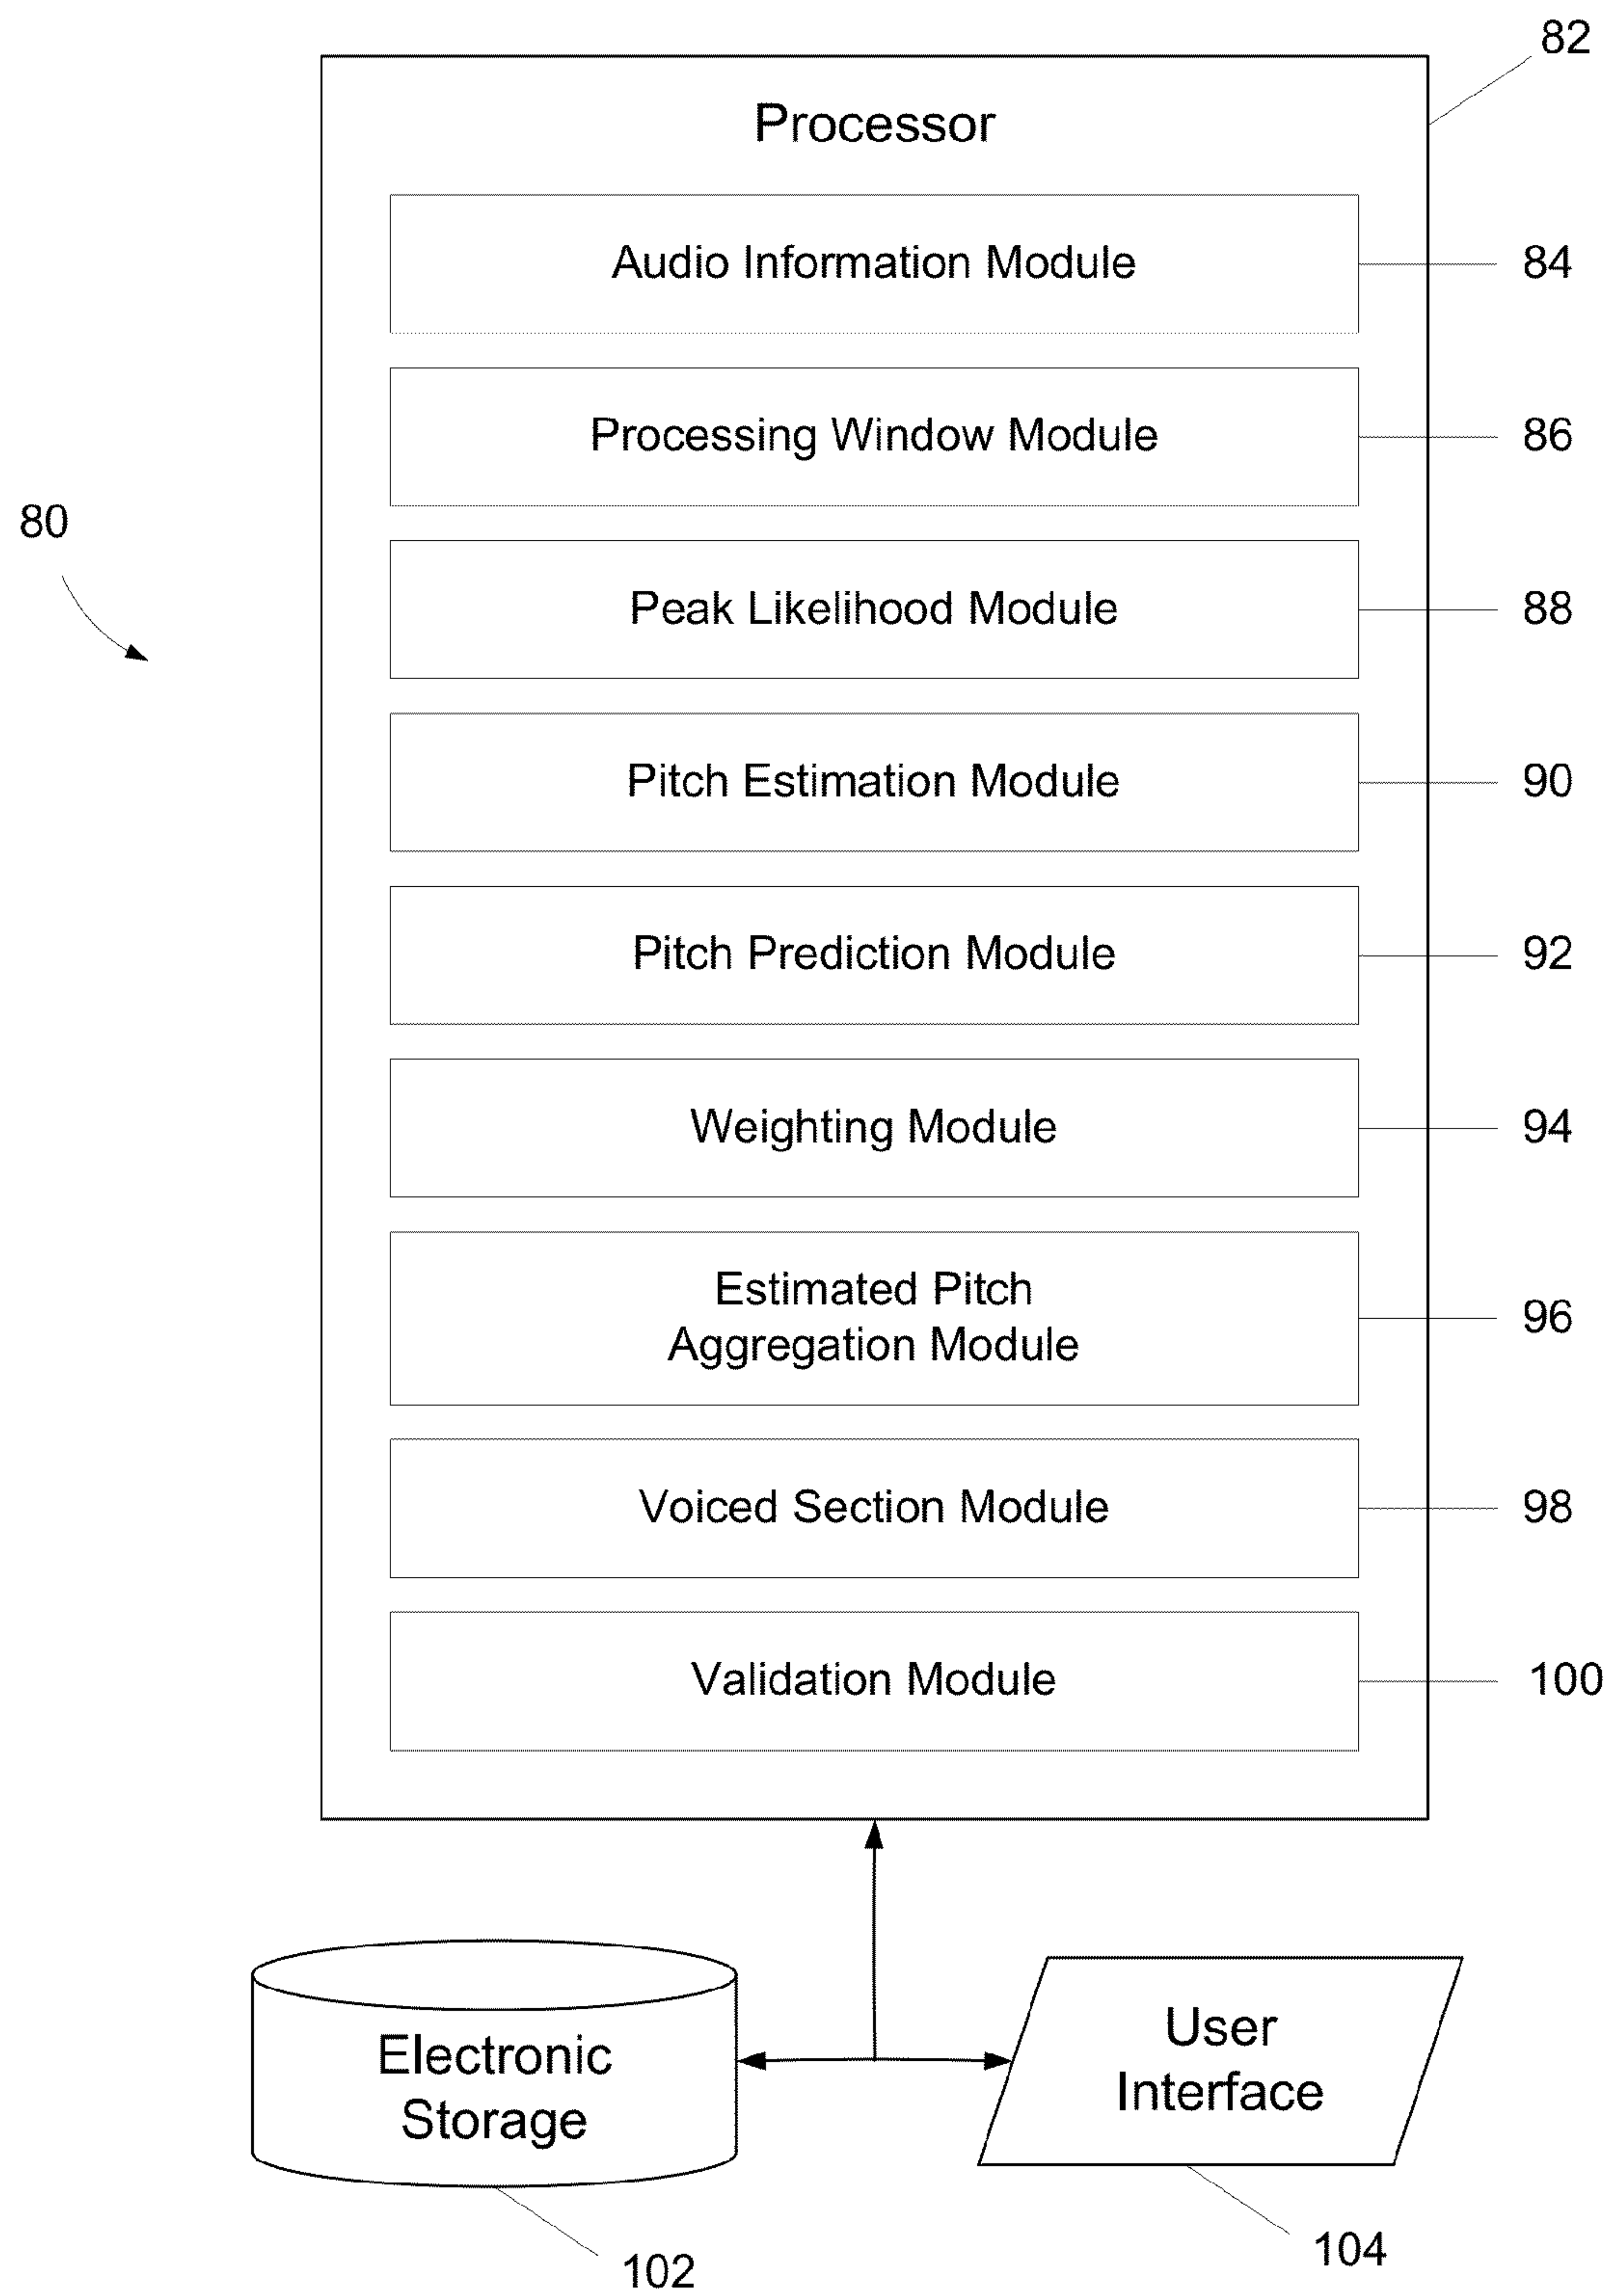 82
Processor
Audio Information Module
84
Processing Window Module
86
80
Peak Likelihood Module
88
Pitch Estimation Module
90
Pitch Prediction Module
92
Weighting Module
94
Estimated Pitch
Aggregation Module
96
Voiced Section Module
98
Validation Module
100
Electronic
Storage
User
Interface
102
104